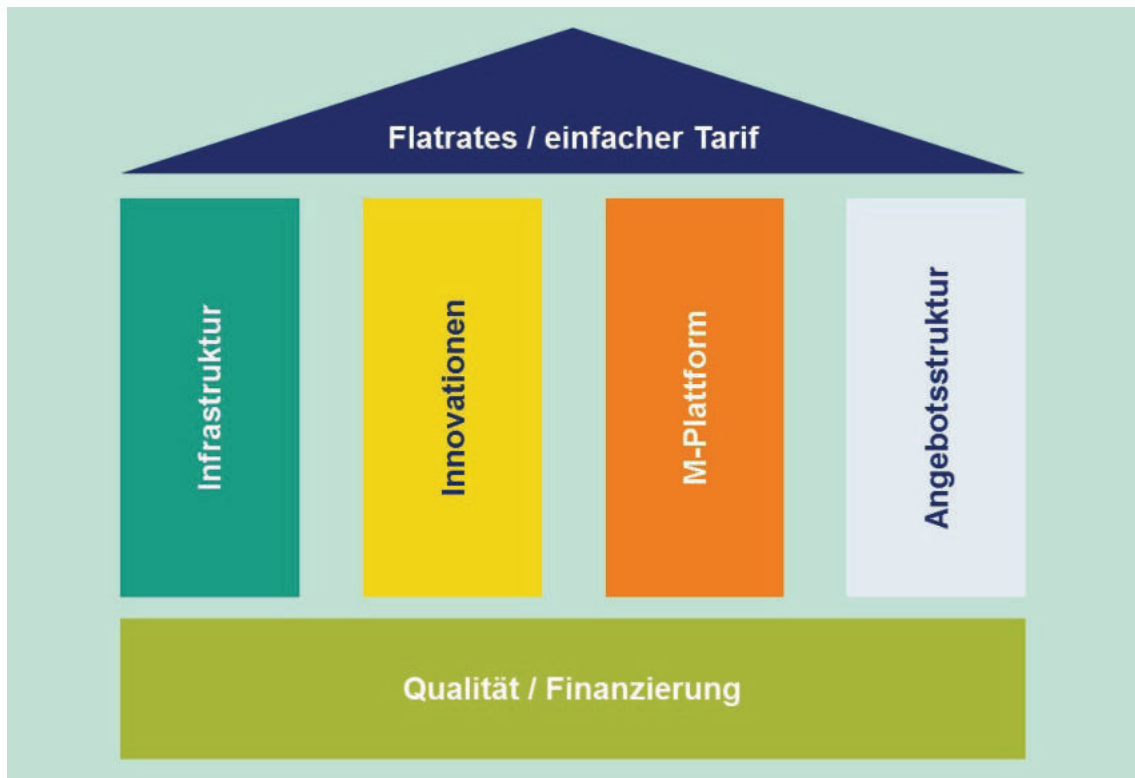 Flatrates / einfacher Tarif
Infrastruktur
Innovationen
M-Plattform
Angebotsstruktur
Qualität / Finanzierung